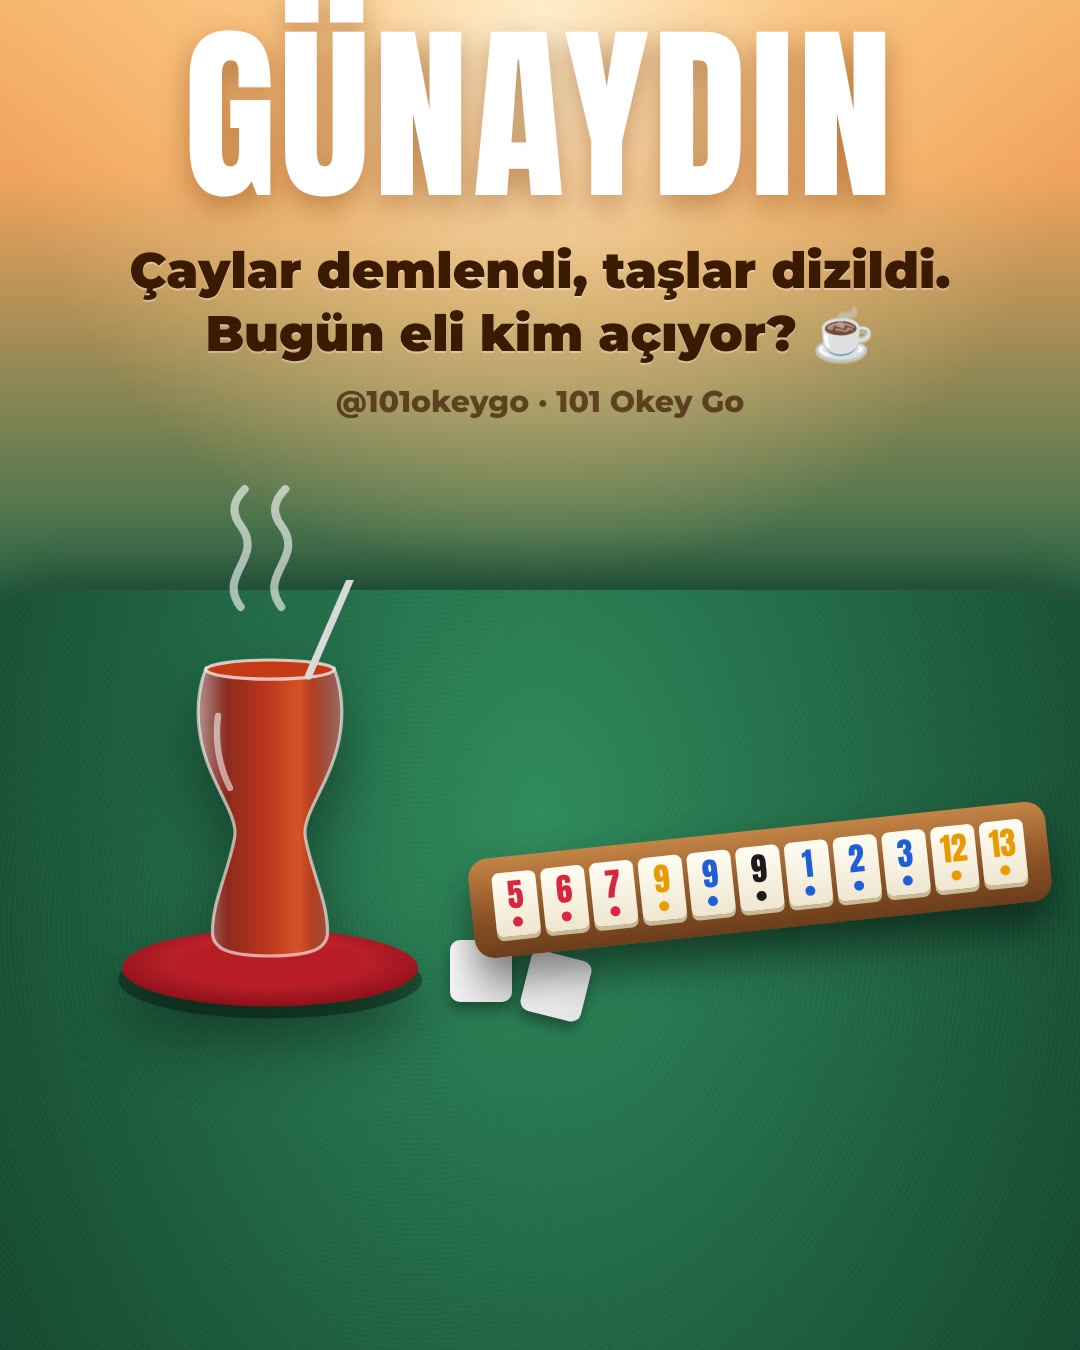 GÜNAYDIN
Çaylar demlendi, taşlar dizildi.
Bugün eli kim açıyor? ☕
@101okeygo • 101 Okey Go
5 6 7 9 9 9 1 2 3 12 13